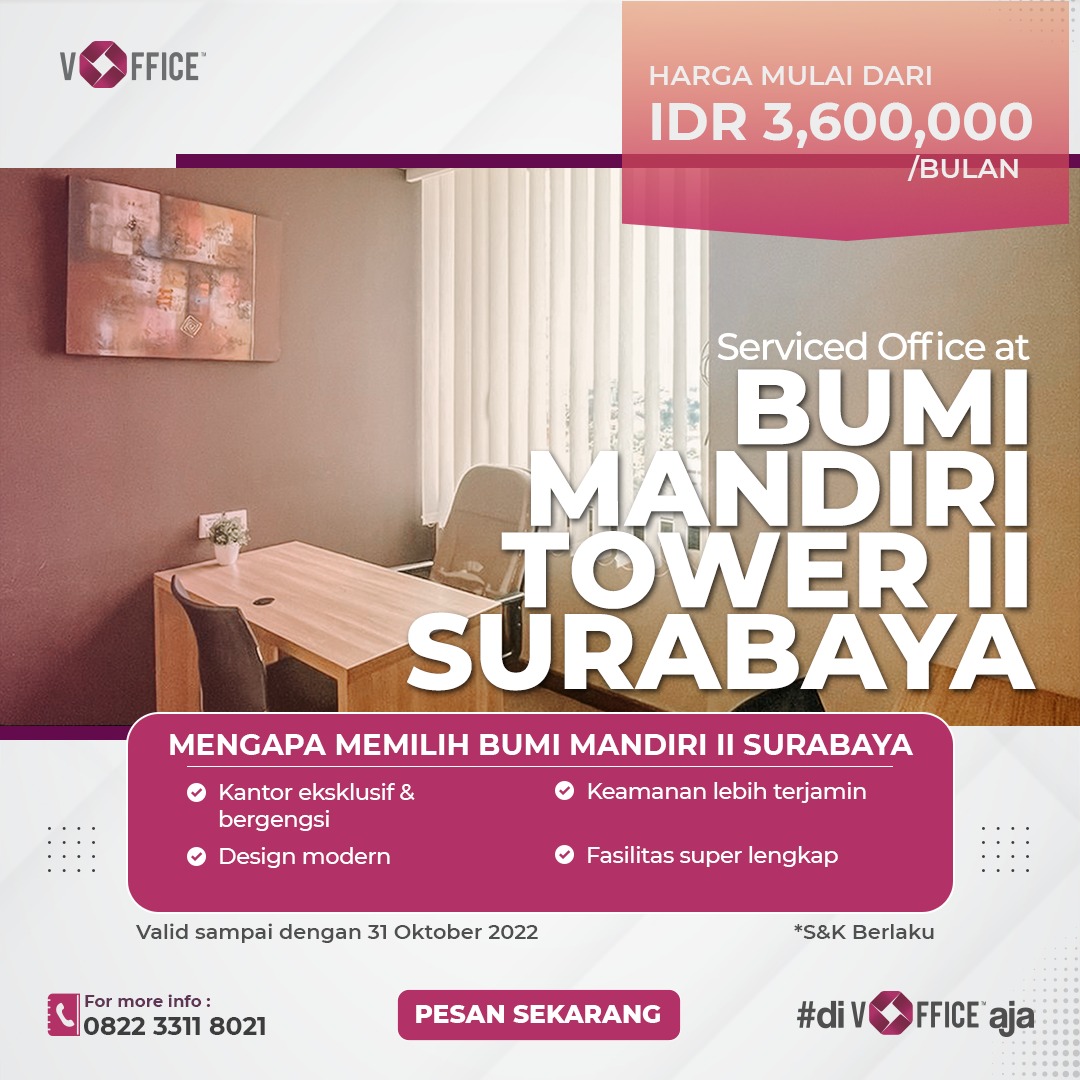 VOFFICE™
HARGA MULAI DARI
IDR 3,600,000
/BULAN
Serviced Office at
BUMI
MANDIRI
TOWER II
SURABAYA
MENGAPA MEMILIH BUMI MANDIRI II SURABAYA
Kantor eksklusif &
bergengsi
Keamanan lebih terjamin
Design modern
Fasilitas super lengkap
Valid sampai dengan 31 Oktober 2022
*S&K Berlaku
For more info :
0822 3311 8021
PESAN SEKARANG
#di VOFFICE™ aja